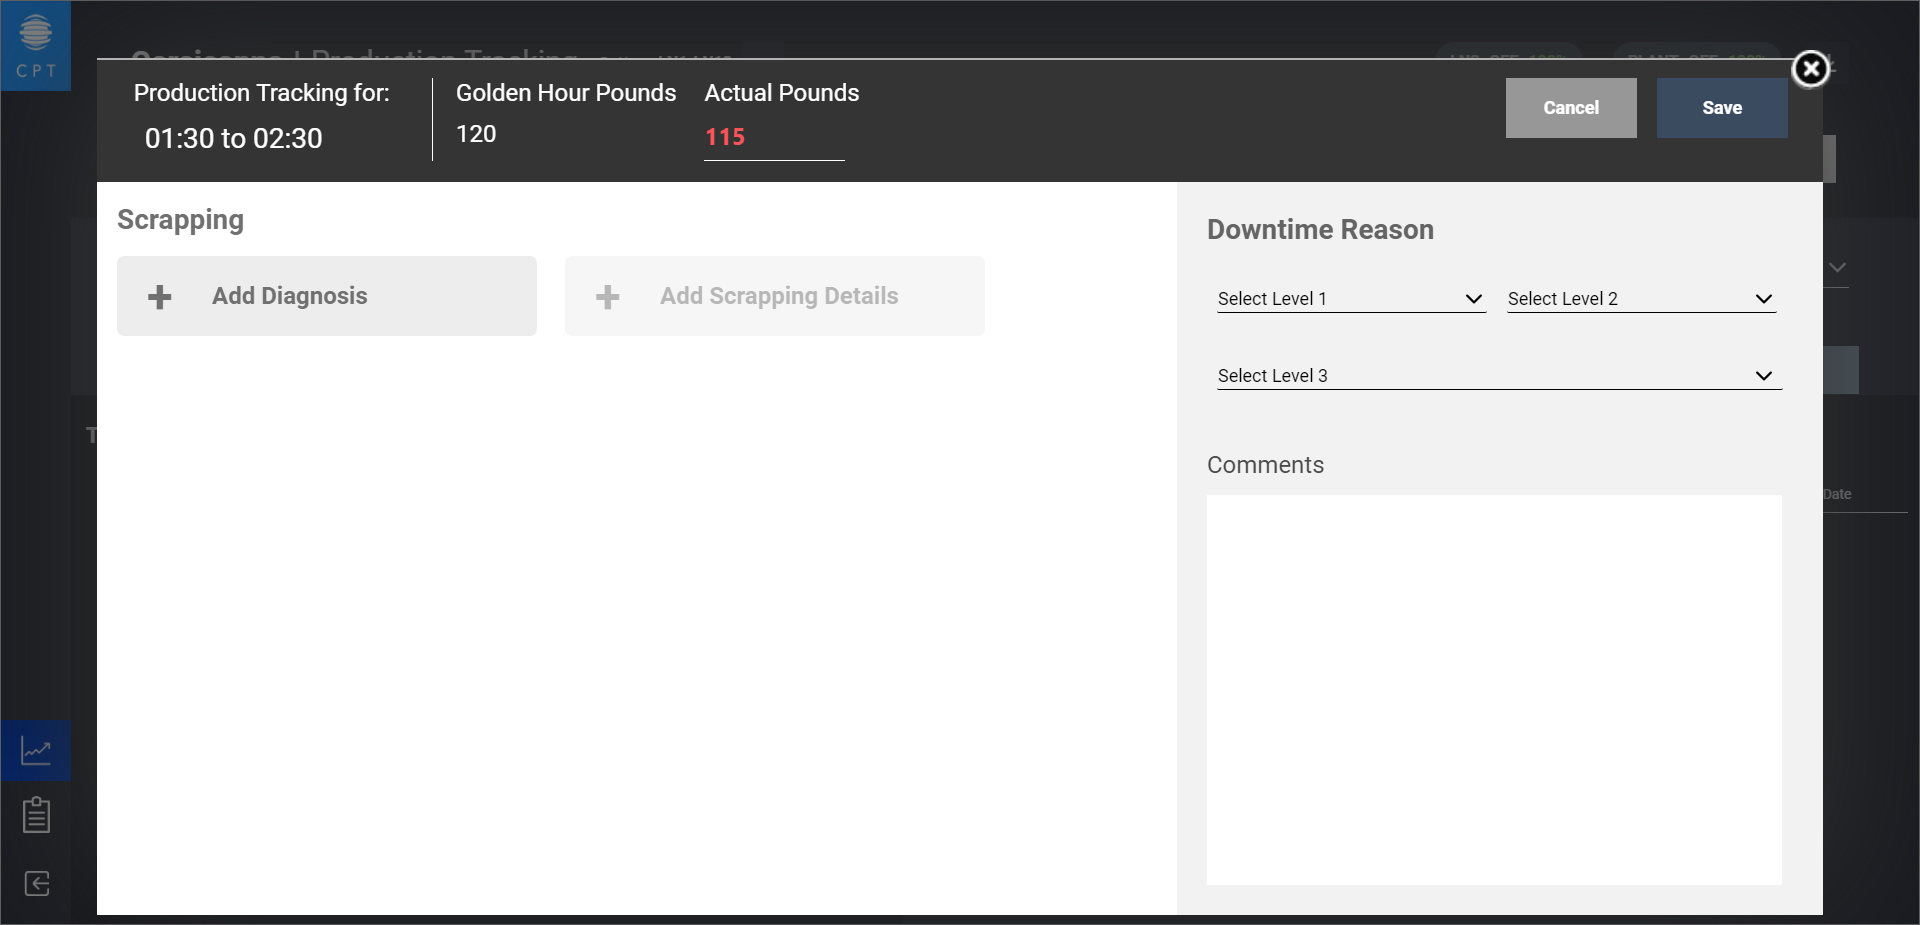 CPT
Production Tracking for:
01:30 to 02:30
Golden Hour Pounds
120
Actual Pounds
115
Cancel
Save
Scrapping
Add Diagnosis
Add Scrapping Details
Downtime Reason
Select Level 1
Select Level 2
Select Level 3
Comments
Date